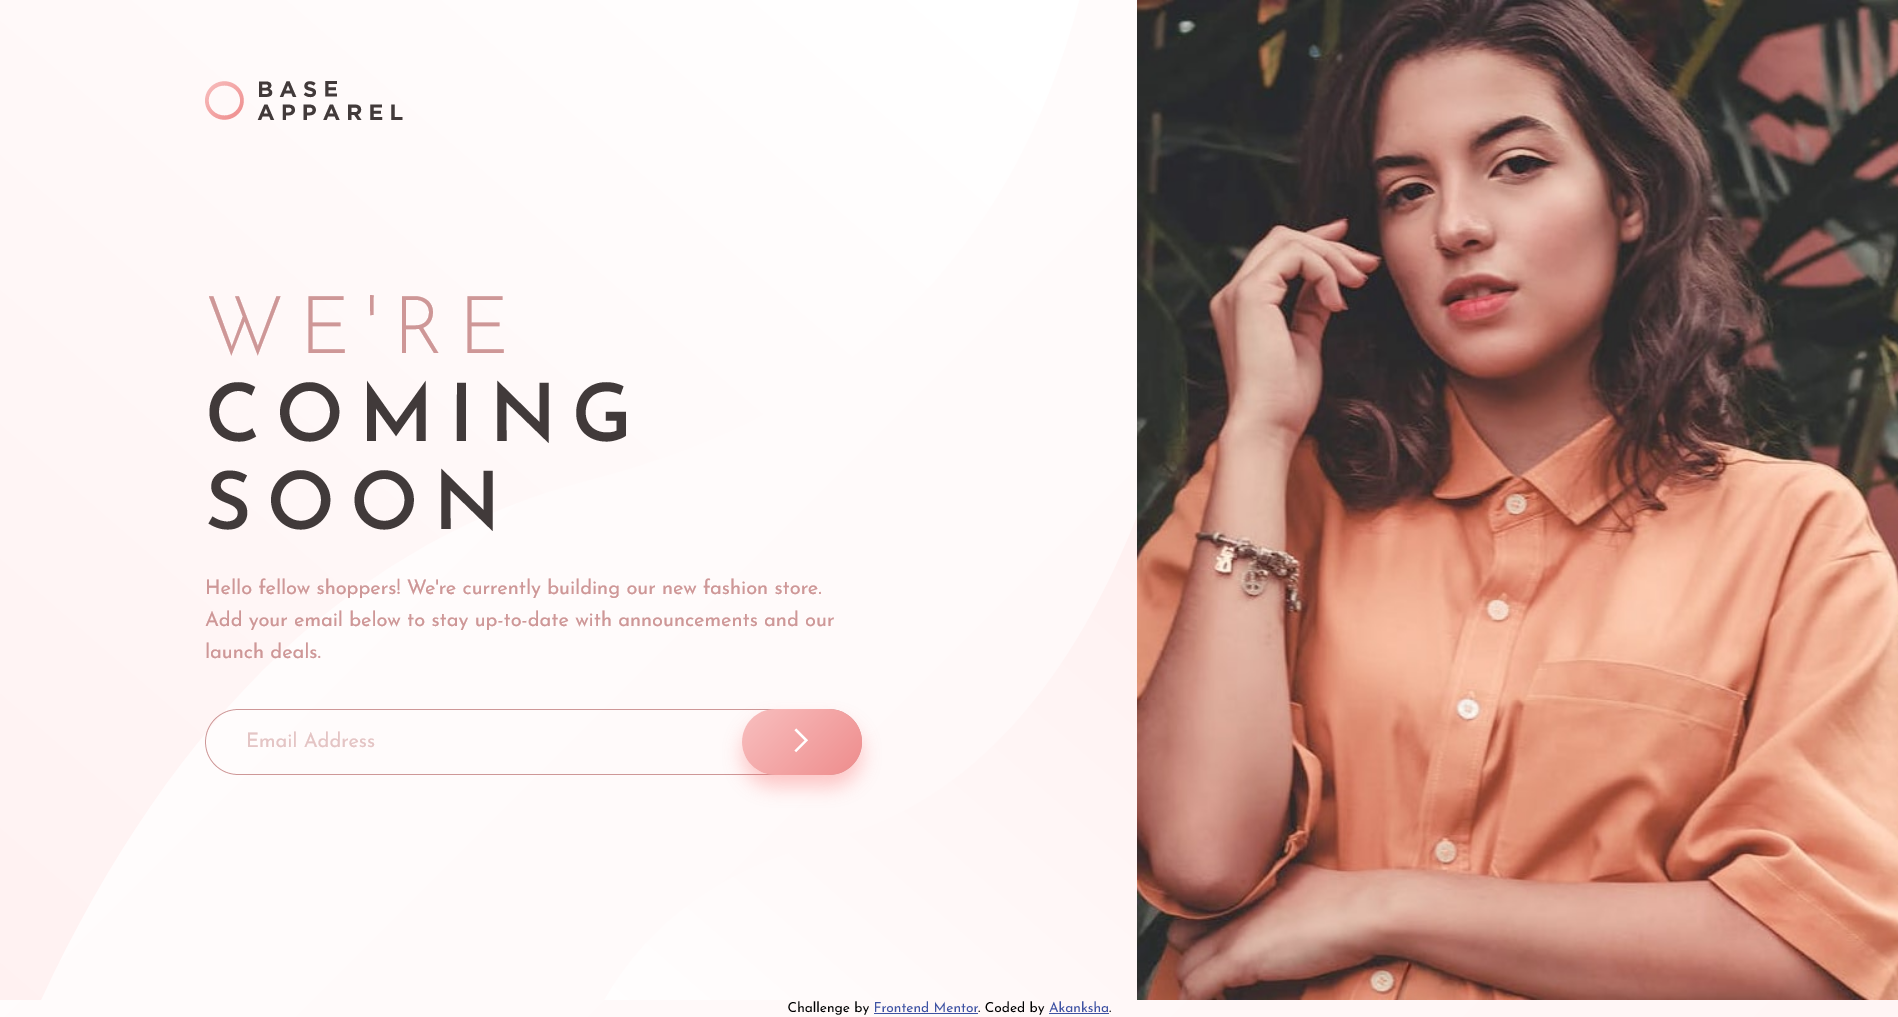 BASE
APPAREL
WE'RE
COMING
SOON
Hello fellow shoppers! We're currently building our new fashion store.
Add your email below to stay up-to-date with announcements and our
launch deals.
Email Address
Challenge by Frontend Mentor. Coded by Akanksha.